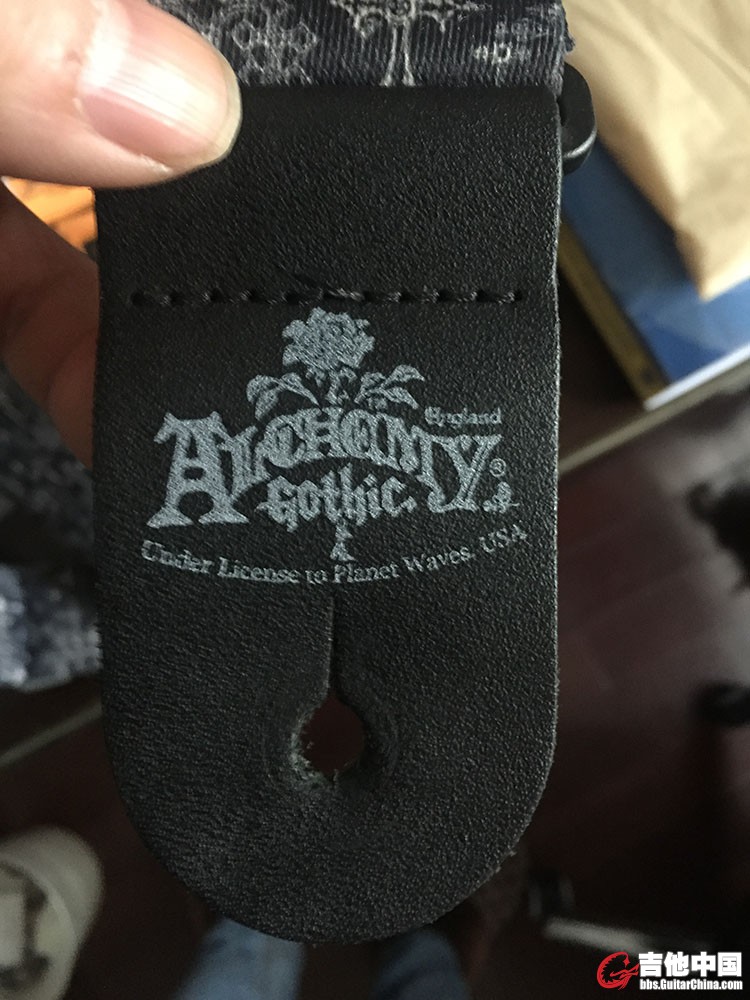 England
ALCHEMY®
Gothic
Under License to Planet Waves, USA
吉他中国
bbs.GuitarChina.com